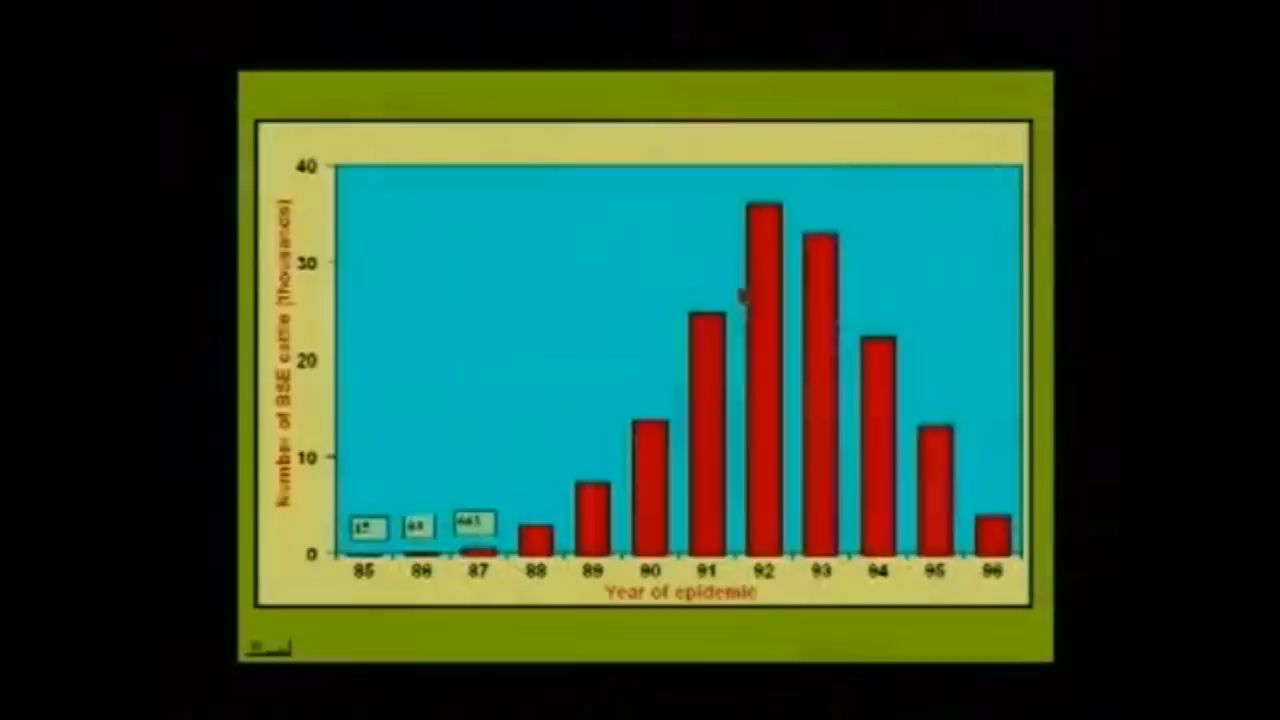 40
30
20
10
0
Number of BSE cattle (thousands)
85 86 87 88 89 90 91 92 93 94 95 96
Year of epidemic